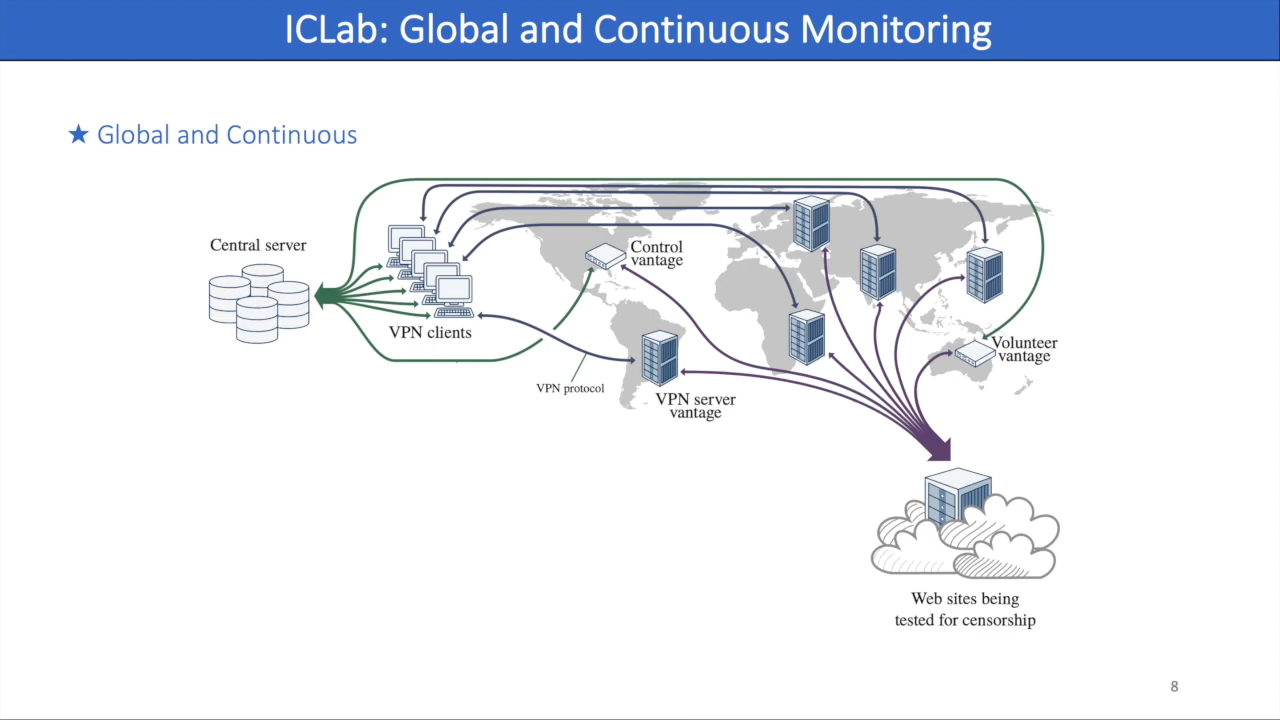 ICLab: Global and Continuous Monitoring
★ Global and Continuous
Central server
VPN clients
Control
vantage
VPN protocol
VPN server
vantage
Volunteer
vantage
Web sites being
tested for censorship
8